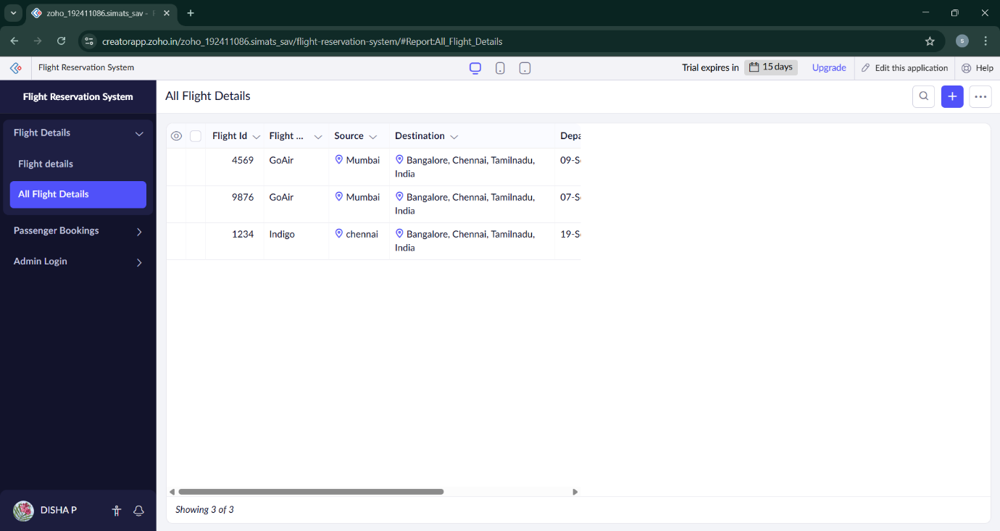 zoho_192411086.simats_sav -
creatorapp.zoho.in/zoho_192411086.simats_sav/flight-reservation-system/#Report:All_Flight_Details
S
Flight Reservation System
Trial expires in 15 days Upgrade Edit this application Help
Flight Reservation System
All Flight Details
Flight Details
Flight details
All Flight Details
Passenger Bookings
Admin Login
Flight Id Flight ... Source Destination Depa
4569 GoAir Mumbai Bangalore, Chennai, Tamilnadu,
India
09-S
9876 GoAir Mumbai Bangalore, Chennai, Tamilnadu,
India
07-S
1234 Indigo chennai Bangalore, Chennai, Tamilnadu,
India
19-S
Showing 3 of 3
DISHA P